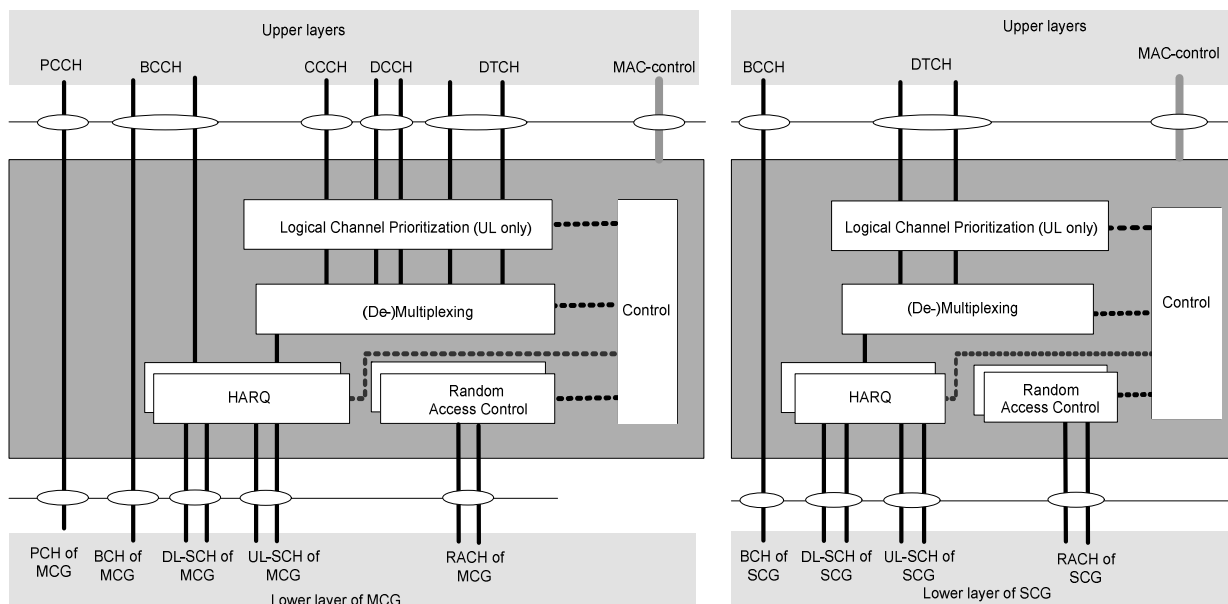 Upper layers
PCCH
BCCH
CCCH
DCCH
DTCH
MAC-control
Logical Channel Prioritization (UL only)
(De-)Multiplexing
Control
HARQ
Random
Access Control
PCH of
MCG
BCH of
MCG
DL-SCH of
MCG
UL-SCH of
MCG
RACH of
MCG
Lower layer of MCG
Upper layers
BCCH
DTCH
MAC-control
Logical Channel Prioritization (UL only)
(De-)Multiplexing
Control
HARQ
Random
Access Control
BCH of
SCG
DL-SCH of
SCG
UL-SCH of
SCG
RACH of
SCG
Lower layer of SCG